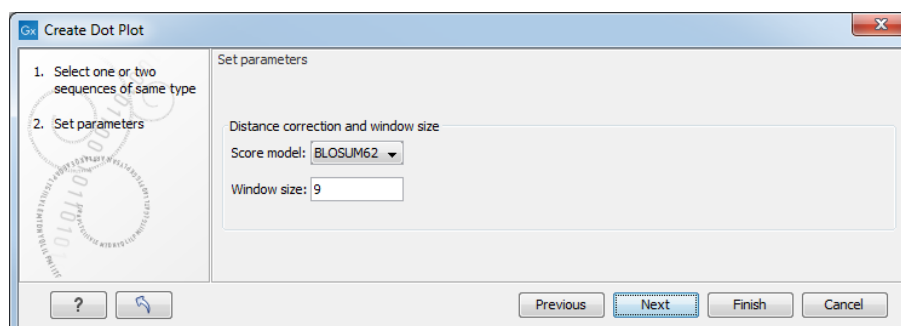 Gx Create Dot Plot
X
Set parameters
1. Select one or two
sequences of same type
2. Set parameters
Distance correction and window size
Score model: BLOSUM62
Window size: 9
? Previous Next Finish Cancel